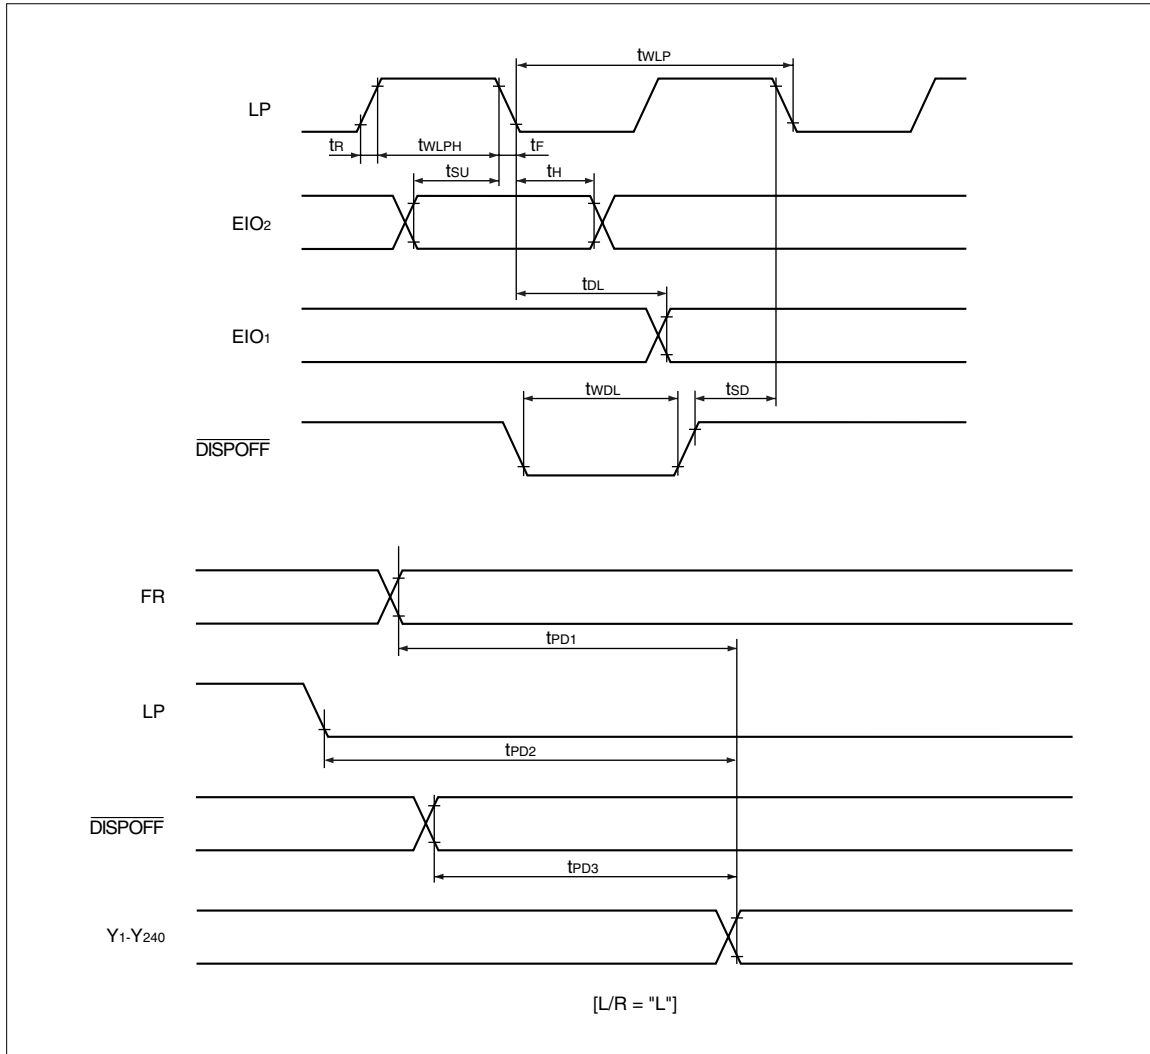 tWLP
LP
tR
tWLPH
tF
tSU
tH
EIO2
tDL
EIO1
tWDL
tSD
DISPOFF
FR
tPD1
LP
tPD2
DISPOFF
tPD3
Y1-Y240
[L/R = "L"]